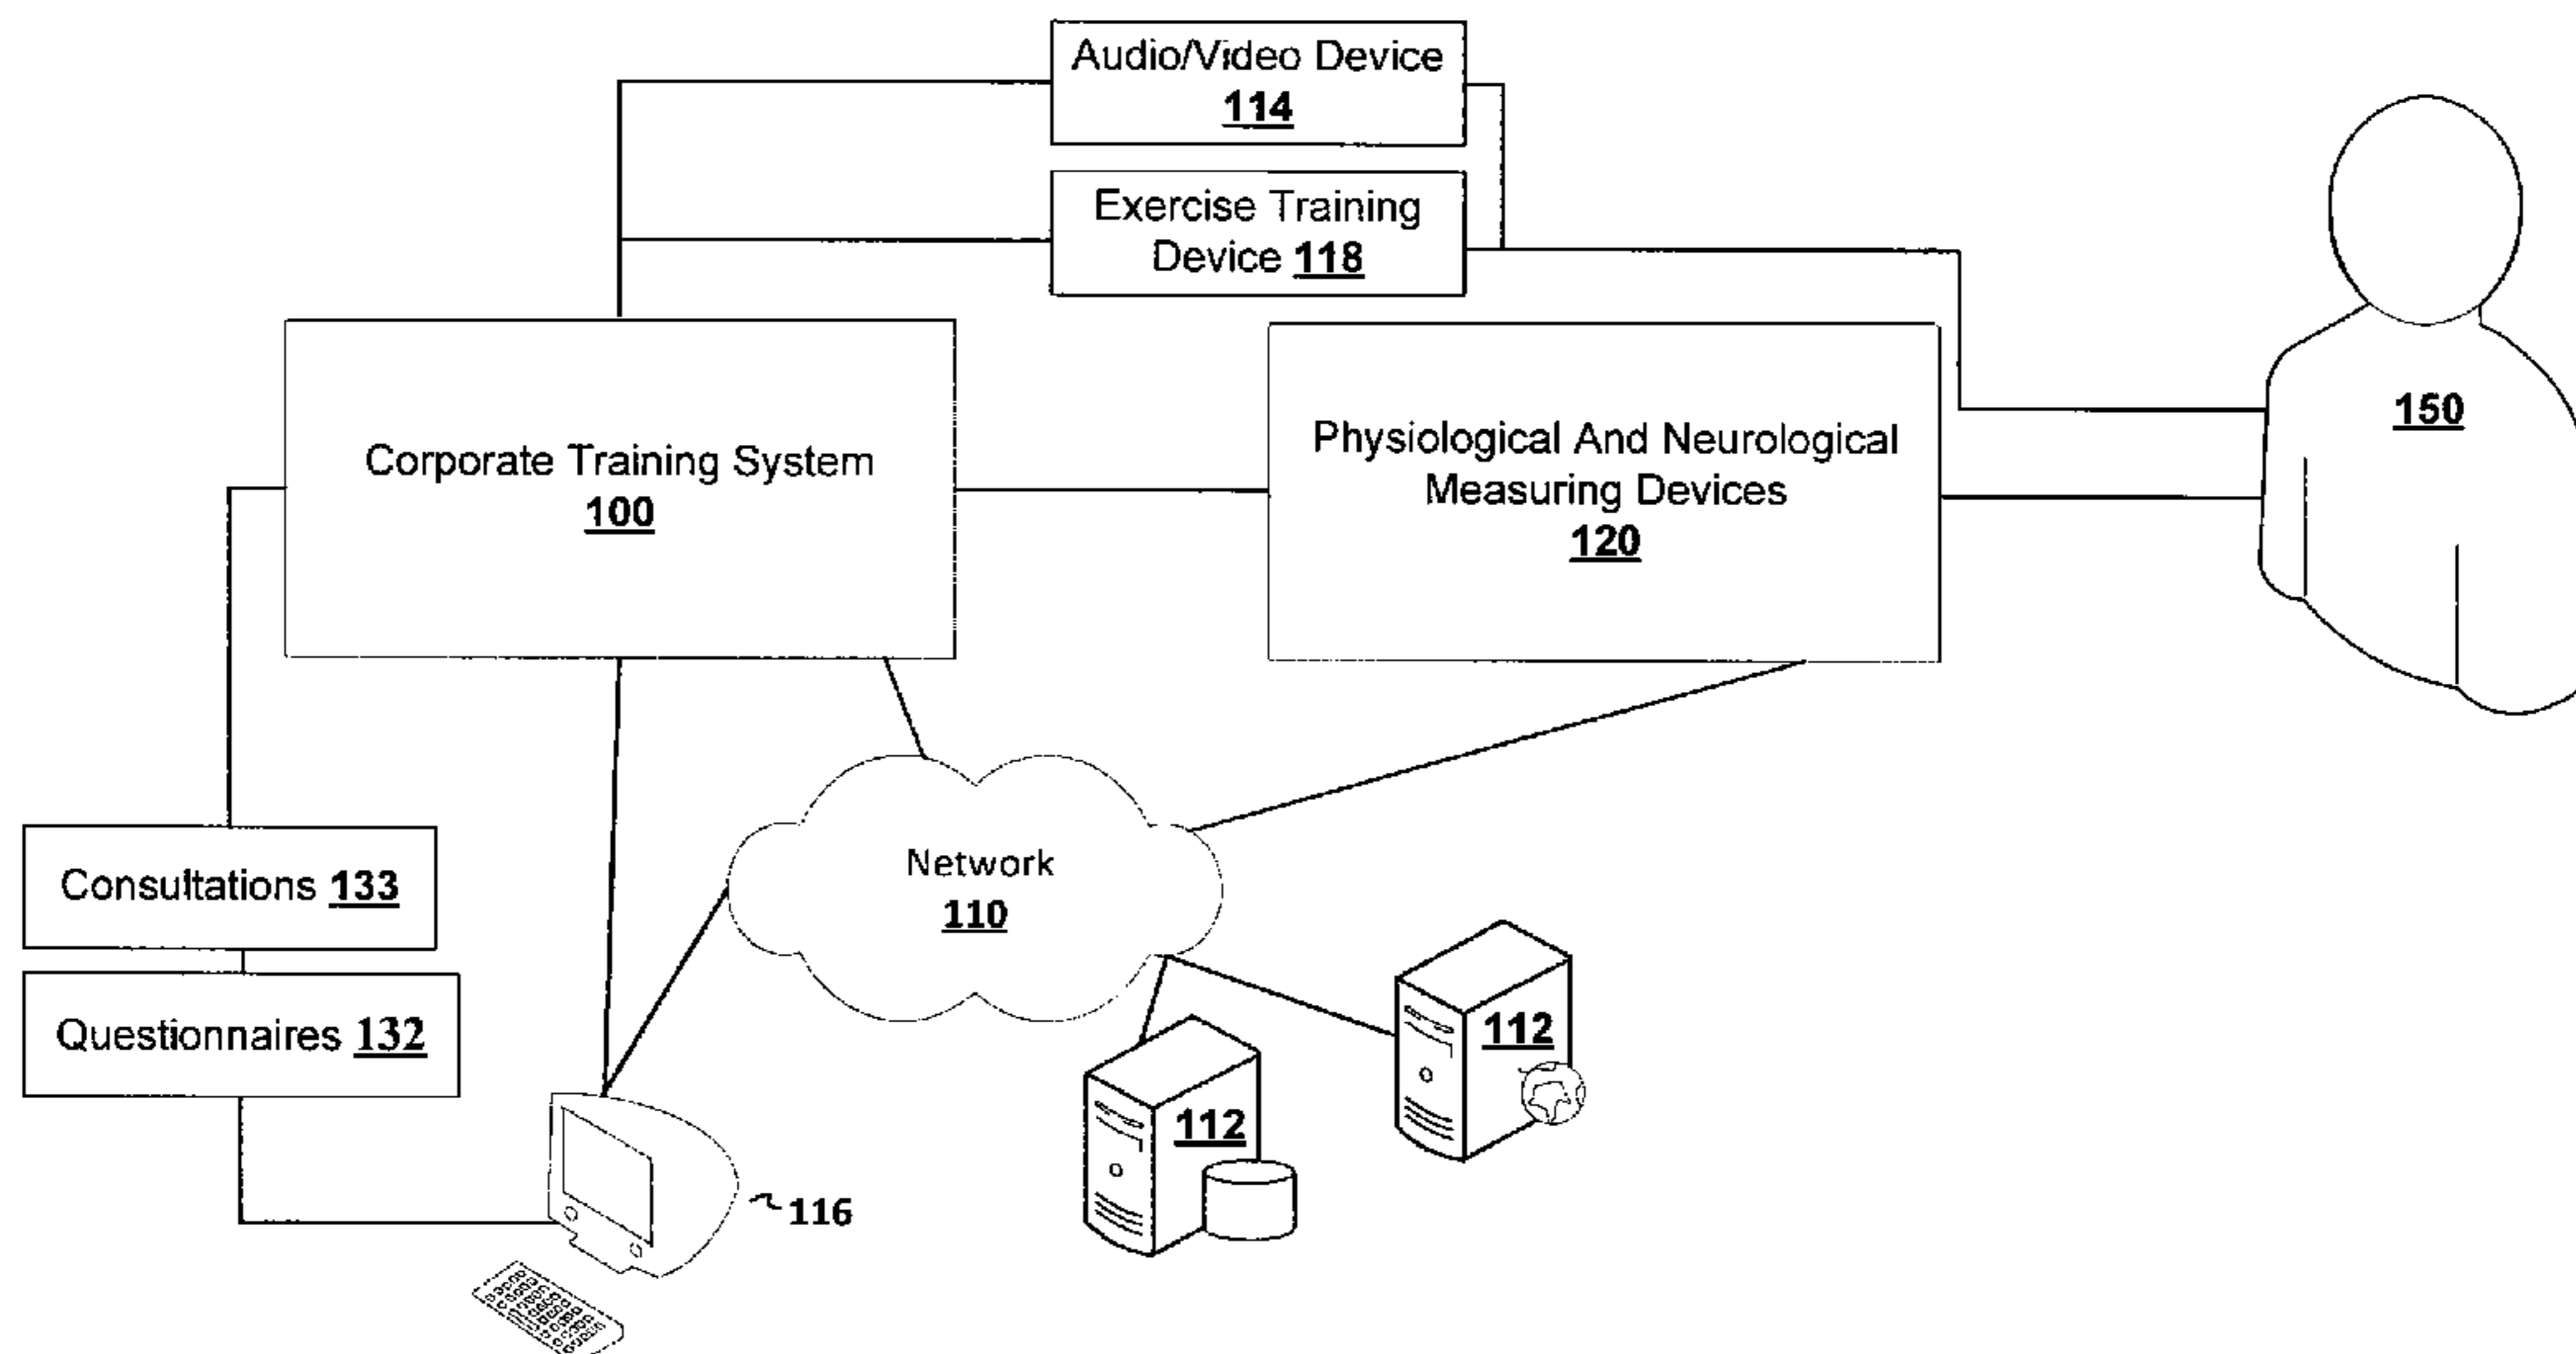 Audio/Video Device
114
Exercise Training
Device 118
Corporate Training System
100
Physiological And Neurological
Measuring Devices
120
150
Consultations 133
Questionnaires 132
Network
110
112
112
116